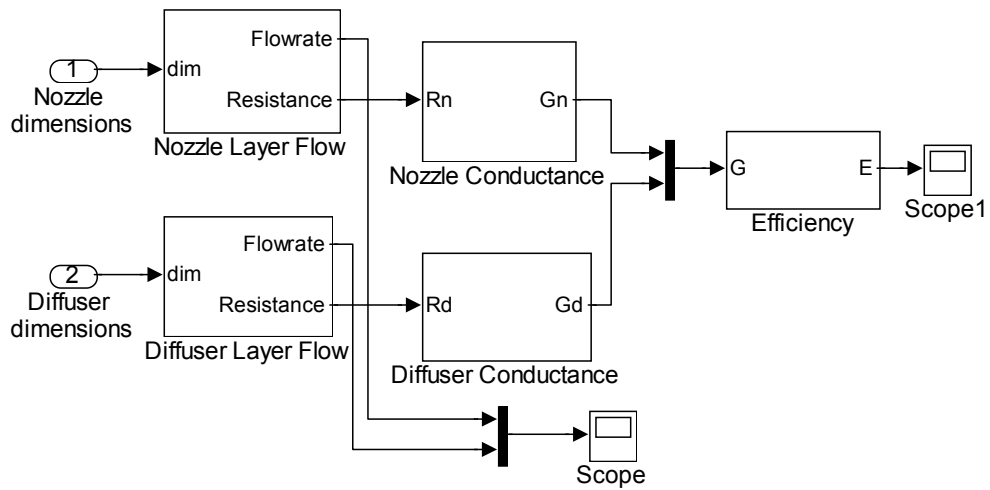 1
Nozzle
dimensions
dim
Flowrate
Resistance
Nozzle Layer Flow
Rn
Gn
Nozzle Conductance
G
E
Efficiency
Scope1
2
Diffuser
dimensions
dim
Flowrate
Resistance
Diffuser Layer Flow
Rd
Gd
Diffuser Conductance
Scope